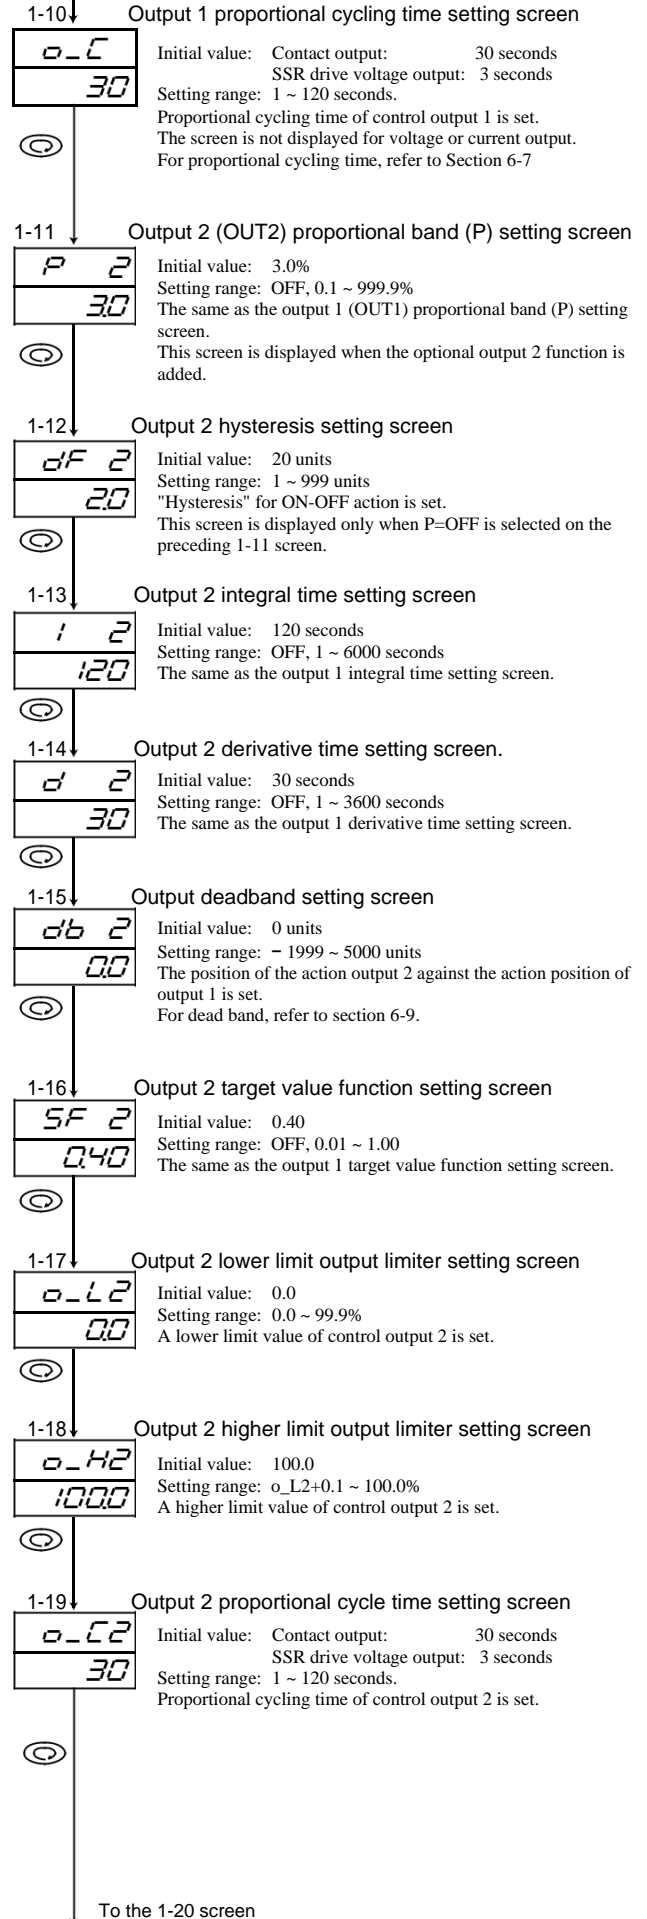 1-10 Output 1 proportional cycling time setting screen
o_C
30
Initial value: Contact output: 30 seconds
SSR drive voltage output: 3 seconds
Setting range: 1 ~ 120 seconds.
Proportional cycling time of control output 1 is set.
The screen is not displayed for voltage or current output.
For proportional cycling time, refer to Section 6-7
1-11 Output 2 (OUT2) proportional band (P) setting screen
P 2
3.0
Initial value: 3.0%
Setting range: OFF, 0.1 ~ 999.9%
The same as the output 1 (OUT1) proportional band (P) setting
screen.
This screen is displayed when the optional output 2 function is
added.
1-12 Output 2 hysteresis setting screen
dF 2
2.0
Initial value: 20 units
Setting range: 1 ~ 999 units
"Hysteresis" for ON-OFF action is set.
This screen is displayed only when P=OFF is selected on the
preceding 1-11 screen.
1-13 Output 2 integral time setting screen
I 2
120
Initial value: 120 seconds
Setting range: OFF, 1 ~ 6000 seconds
The same as the output 1 integral time setting screen.
1-14 Output 2 derivative time setting screen.
d 2
30
Initial value: 30 seconds
Setting range: OFF, 1 ~ 3600 seconds
The same as the output 1 derivative time setting screen.
1-15 Output deadband setting screen
db 2
0.0
Initial value: 0 units
Setting range: − 1999 ~ 5000 units
The position of the action output 2 against the action position of
output 1 is set.
For dead band, refer to section 6-9.
1-16 Output 2 target value function setting screen
SF 2
0.40
Initial value: 0.40
Setting range: OFF, 0.01 ~ 1.00
The same as the output 1 target value function setting screen.
1-17 Output 2 lower limit output limiter setting screen
o_L2
0.0
Initial value: 0.0
Setting range: 0.0 ~ 99.9%
A lower limit value of control output 2 is set.
1-18 Output 2 higher limit output limiter setting screen
o_H2
100.0
Initial value: 100.0
Setting range: o_L2+0.1 ~ 100.0%
A higher limit value of control output 2 is set.
1-19 Output 2 proportional cycle time setting screen
o_C2
30
Initial value: Contact output: 30 seconds
SSR drive voltage output: 3 seconds
Setting range: 1 ~ 120 seconds.
Proportional cycling time of control output 2 is set.
To the 1-20 screen